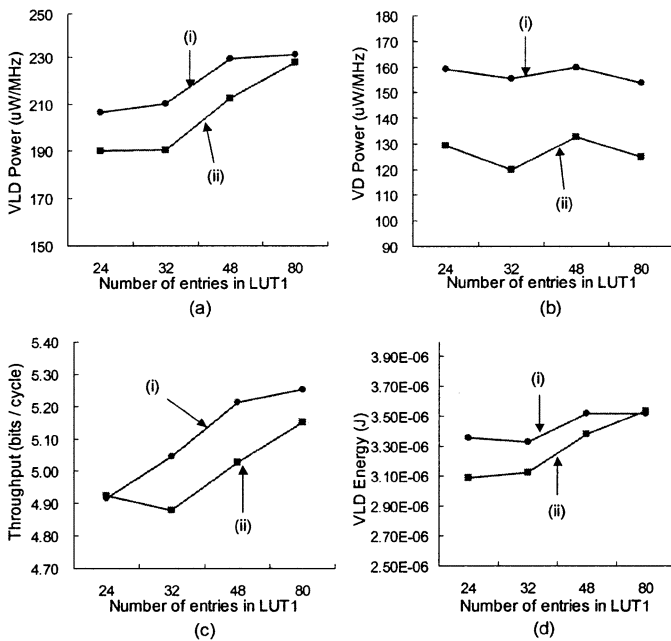 VLD Power (uW/MHz)
250
230
210
190
170
150
(i)
(ii)
24 32 48 80
Number of entries in LUT1
(a)
VD Power (uW/MHz)
180
170
160
150
140
130
120
110
100
90
(i)
(ii)
24 32 48 80
Number of entries in LUT1
(b)
Throughput (bits / cycle)
5.40
5.30
5.20
5.10
5.00
4.90
4.80
4.70
(i)
(ii)
24 32 48 80
Number of entries in LUT1
(c)
VLD Energy (J)
3.90E-06
3.70E-06
3.50E-06
3.30E-06
3.10E-06
2.90E-06
2.70E-06
2.50E-06
(i)
(ii)
24 32 48 80
Number of entries in LUT1
(d)